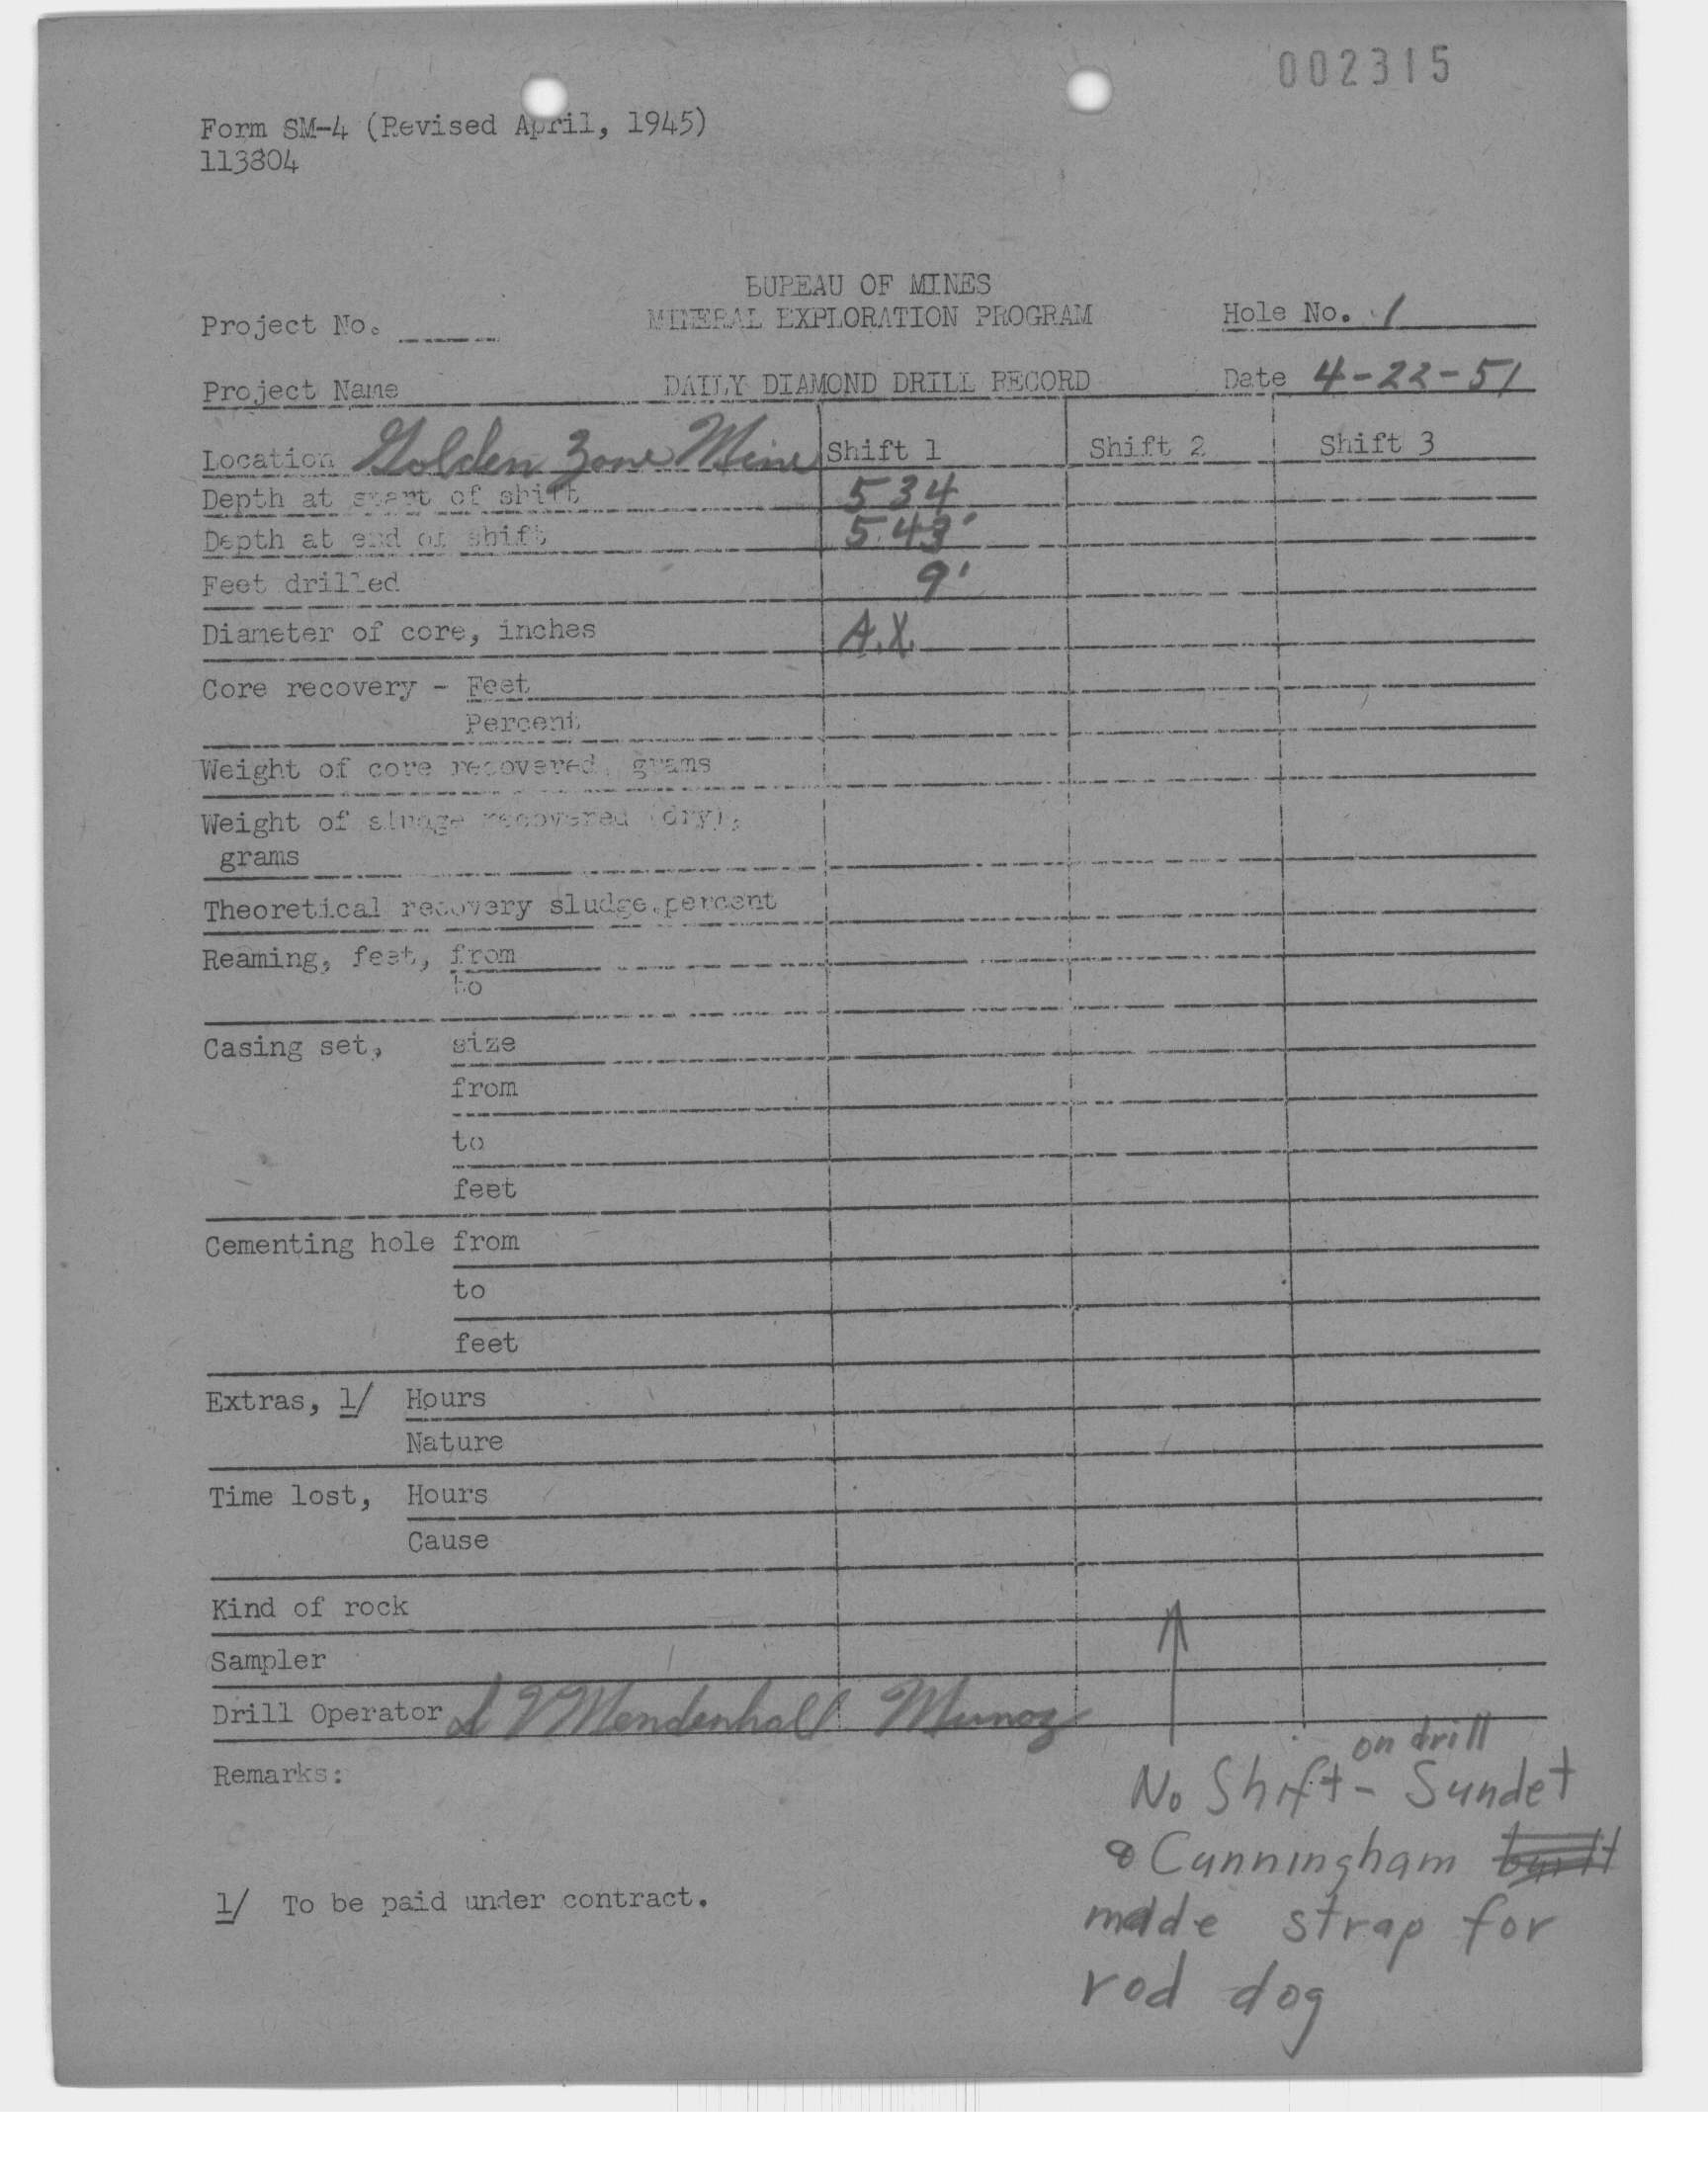 002315
Form SM-4 (Revised April, 1945)
113804
BUREAU OF MINES
Project No. MINERAL EXPLORATION PROGRAM Hole No. 1
Project Name DAILY DIAMOND DRILL RECORD Date 4-22-51
Location Golden Zone Mine Shift 1 Shift 2 Shift 3
Depth at start of shift 534
Depth at end of shift 543'
Feet drilled 9'
Diameter of core, inches A.X.
Core recovery - Feet
Percent
Weight of core recovered, grams
Weight of sludge recovered (dry),
grams
Theoretical recovery sludge, percent
Reaming, feet, from
to
Casing set, size
from
to
feet
Cementing hole from
to
feet
Extras, 1/ Hours
Nature
Time lost, Hours
Cause
Kind of rock
Sampler
Drill Operator Mendenhall Munoz
Remarks:
on drill
No Shift - Sundet
& Cunningham built
made strap for
rod dog
1/ To be paid under contract.